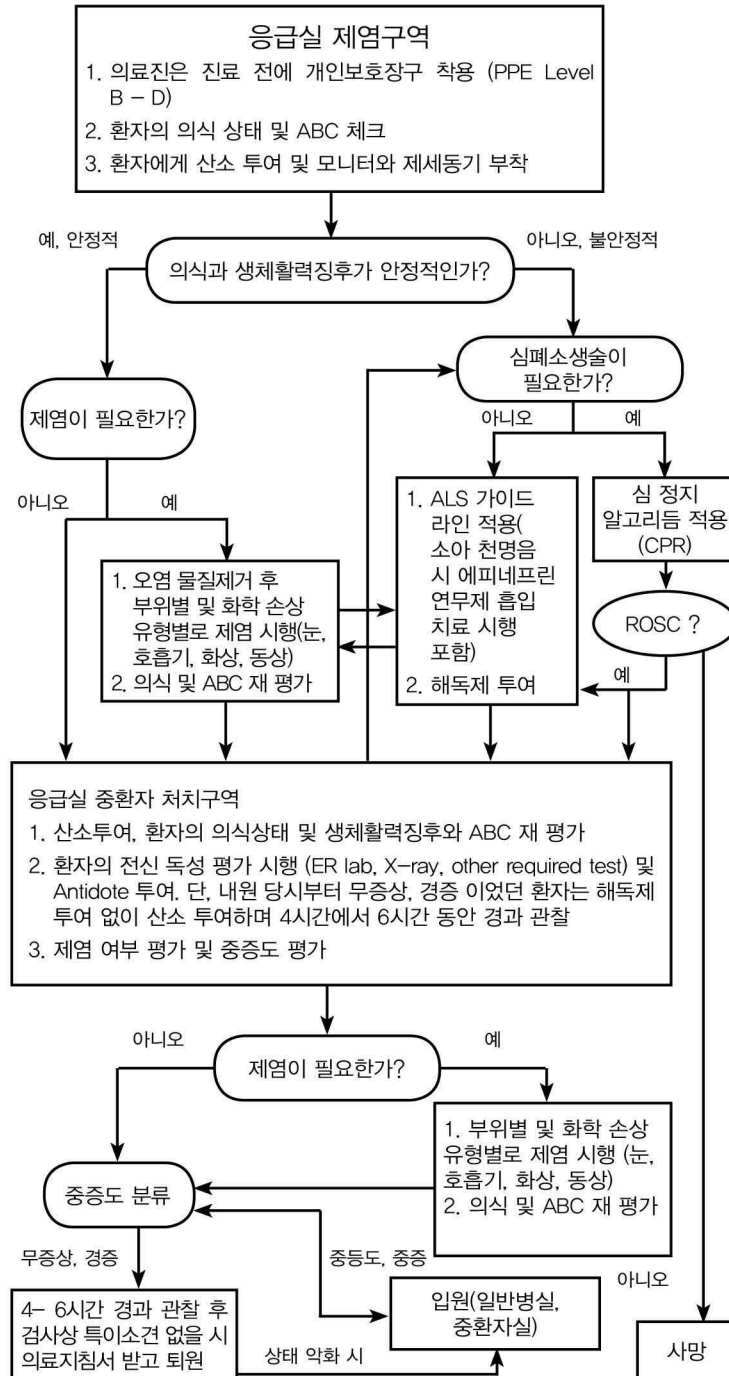 응급실 제염구역
1. 의료진은 진료 전에 개인보호장구 착용 (PPE Level
B – D)
2. 환자의 의식 상태 및 ABC 체크
3. 환자에게 산소 투여 및 모니터와 제세동기 부착
예, 안정적
아니오, 불안정적
의식과 생체활력징후가 안정적인가?
심폐소생술이
필요한가?
제염이 필요한가?
아니오
예
아니오
예
1. ALS 가이드
라인 적용(
소아 천명음
시 에피네프린
연무제 흡입
치료 시행
포함)
2. 해독제 투여
심 정지
알고리듬 적용
(CPR)
1. 오염 물질제거 후
부위별 및 화학 손상
유형별로 제염 시행(눈,
호흡기, 화상, 동상)
2. 의식 및 ABC 재 평가
ROSC ?
예
응급실 중환자 처치구역
1. 산소투여, 환자의 의식상태 및 생체활력징후와 ABC 재 평가
2. 환자의 전신 독성 평가 시행 (ER lab, X–ray, other required test) 및
Antidote 투여. 단, 내원 당시부터 무증상, 경증 이었던 환자는 해독제
투여 없이 산소 투여하며 4시간에서 6시간 동안 경과 관찰
3. 제염 여부 평가 및 중증도 평가
아니오
예
제염이 필요한가?
1. 부위별 및 화학 손상
유형별로 제염 시행 (눈,
호흡기, 화상, 동상)
2. 의식 및 ABC 재 평가
중증도 분류
무증상, 경증
중등도, 중증
아니오
4– 6시간 경과 관찰 후
검사상 특이소견 없을 시
의료지침서 받고 퇴원
입원(일반병실,
중환자실)
상태 악화 시
사망